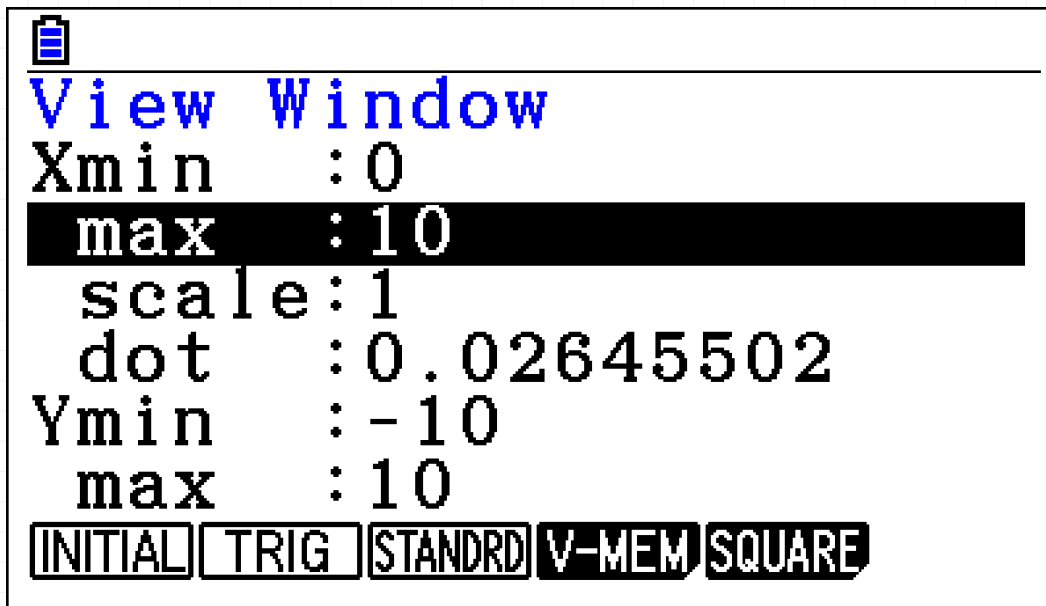 View Window
Xmin :0
max :10
scale:1
dot :0.02645502
Ymin :-10
max :10
INITIAL TRIG STANDRD V-MEM SQUARE